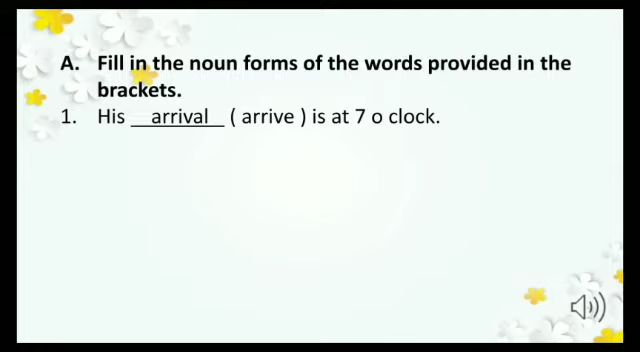 A. Fill in the noun forms of the words provided in the
brackets.
1. His __arrival_ ( arrive ) is at 7 o clock.